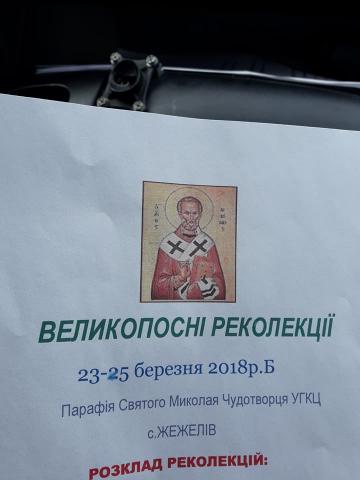 ВЕЛИКОПОСНІ РЕКОЛЕКЦІЇ
23-25 березня 2018р.Б
Парафія Святого Миколая Чудотворця УГКЦ
с.ЖЕЖЕЛІВ
РОЗКЛАД РЕКОЛЕКЦІЙ: